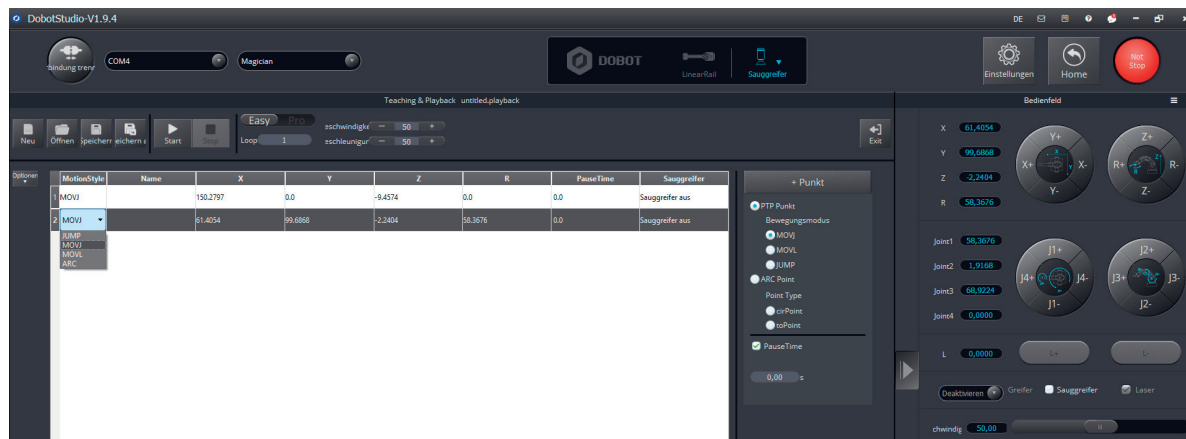 DobotStudio-V1.9.4
DE
bindung trenn
COM4
Magician
DOBOT
LinearRail
Sauggreifer
Einstellungen
Home
Not
Stop
Teaching & Playback untitled.playback
Bedienfeld
Neu
Öffnen
Speichern
eichern
Start
Stop
Easy
Pro
Loop
1
eschwindigke
− 50 +
eschleunigun
− 50 +
Exit
Optionen
MotionStyle Name X Y Z R PauseTime Sauggreifer
1 MOVJ 150.2797 0.0 -9.4574 0.0 0.0 Sauggreifer aus
2 MOVJ 61.4054 99.6868 -2.2404 58.3676 0.0 Sauggreifer aus
JUMP
MOVJ
MOVL
ARC
+ Punkt
PTP Punkt
Bewegungsmodus
MOVJ
MOVL
JUMP
ARC Point
Point Type
cirPoint
toPoint
PauseTime
0,00 s
X 61,4054
Y 99,6868
Z -2,2404
R 58,3676
Y+
X+
X-
Y-
Z+
R+
R-
Z-
Joint1 58,3676
Joint2 1,9168
Joint3 68,9224
Joint4 0,0000
J1+
J4+
J4-
J1-
J2+
J3+
J3-
J2-
L 0,0000
L+
L-
Deaktivieren
Greifer
Sauggreifer
Laser
chwindig 50,00